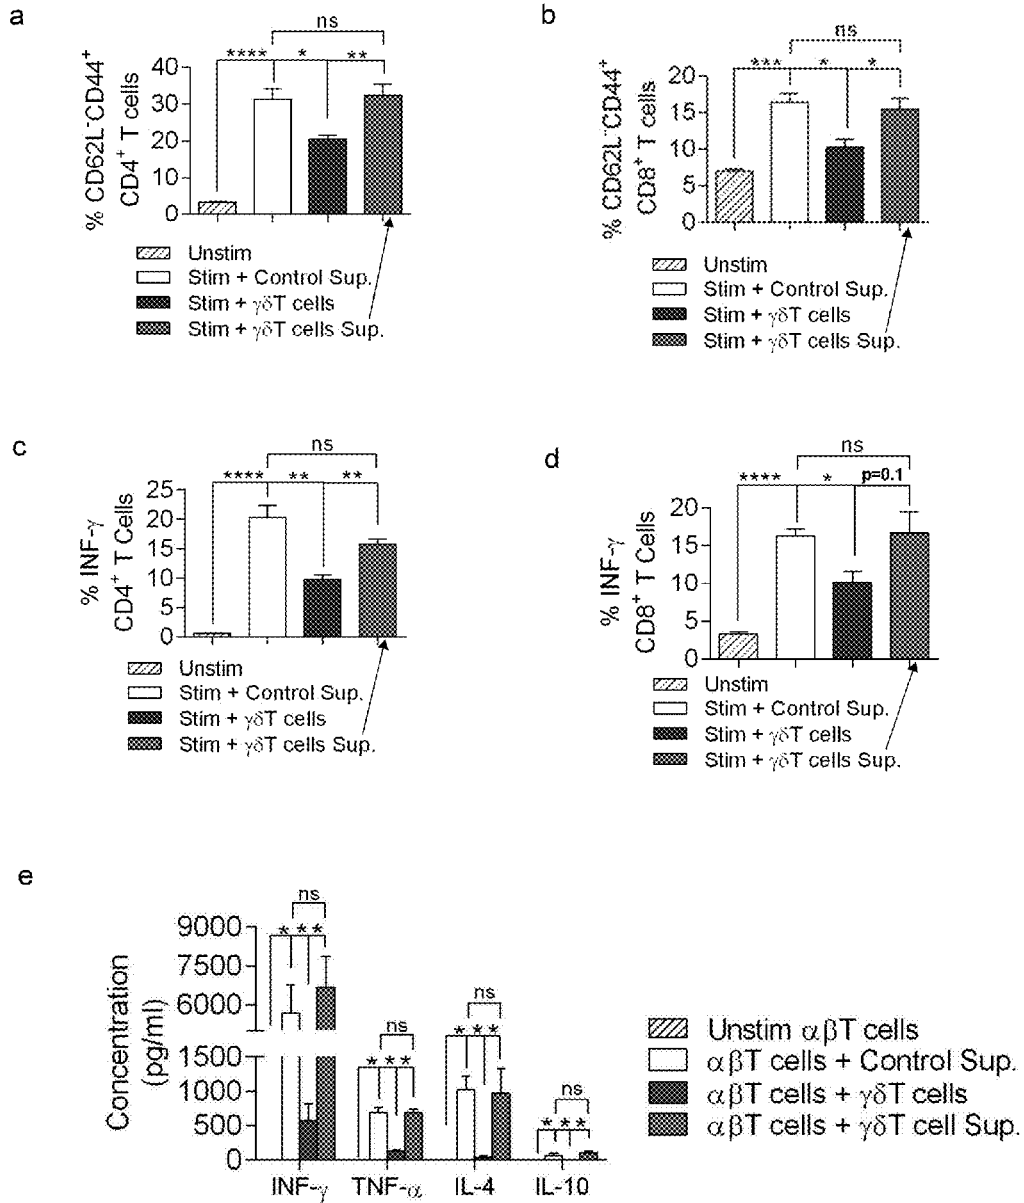 a
ns
**** * **
% CD62L-CD44+
CD4+ T cells
40
30
20
10
0
Unstim
Stim + Control Sup.
Stim + γδT cells
Stim + γδT cells Sup.
b
ns
*** * *
% CD62L-CD44+
CD8+ T cells
20
15
10
5
0
Unstim
Stim + Control Sup.
Stim + γδT cells
Stim + γδT cells Sup.
c
ns
**** ** **
% INF-γ
CD4+ T Cells
25
20
15
10
5
0
Unstim
Stim + Control Sup.
Stim + γδT cells
Stim + γδT cells Sup.
d
ns
**** * p=0.1
% INF-γ
CD8+ T Cells
20
15
10
5
0
Unstim
Stim + Control Sup.
Stim + γδT cells
Stim + γδT cells Sup.
e
Concentration
(pg/ml)
9000
7500
6000
1500
1000
500
0
ns
* * *
ns
* * *
ns
* * *
ns
* * *
INF-γ TNF-α IL-4 IL-10
Unstim αβT cells
αβT cells + Control Sup.
αβT cells + γδT cells
αβT cells + γδT cell Sup.